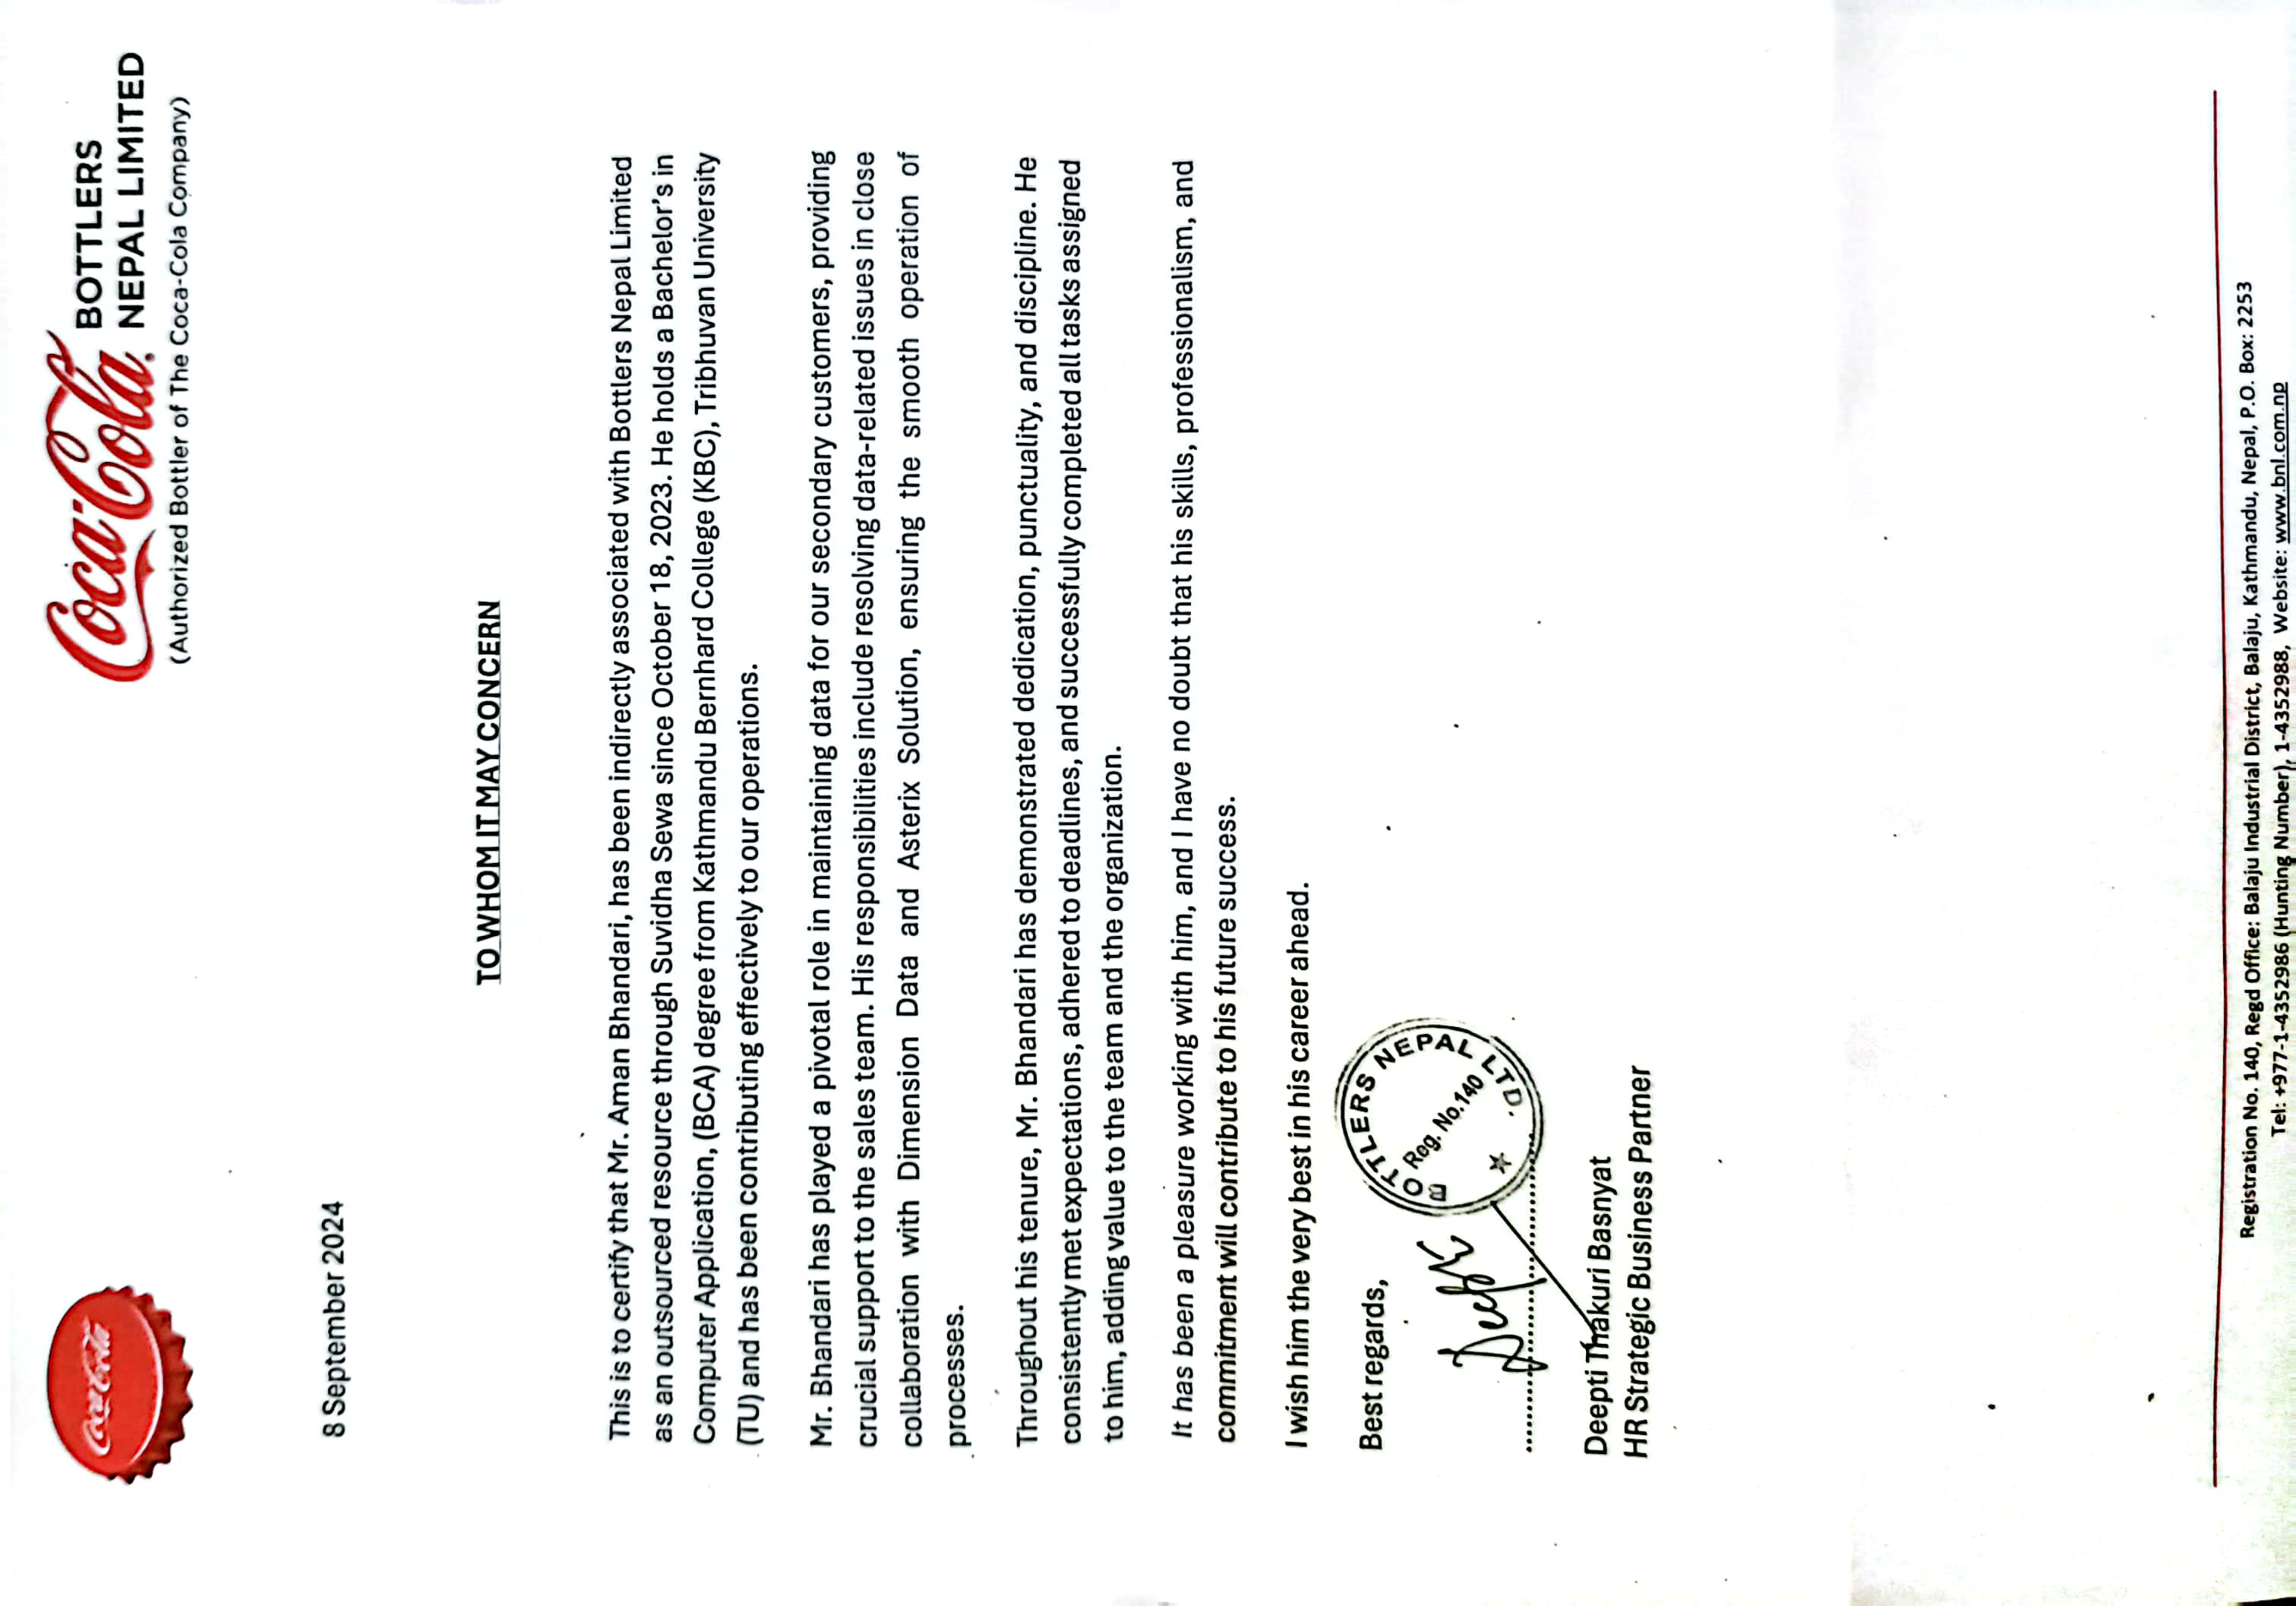 Coca-Cola
Coca-Cola BOTTLERS
NEPAL LIMITED
(Authorized Bottler of The Coca-Cola Company)
8 September 2024
TO WHOM IT MAY CONCERN
This is to certify that Mr. Aman Bhandari, has been indirectly associated with Bottlers Nepal Limited
as an outsourced resource through Suvidha Sewa since October 18, 2023. He holds a Bachelor's in
Computer Application, (BCA) degree from Kathmandu Bernhard College (KBC), Tribhuvan University
(TU) and has been contributing effectively to our operations.
Mr. Bhandari has played a pivotal role in maintaining data for our secondary customers, providing
crucial support to the sales team. His responsibilities include resolving data-related issues in close
collaboration with Dimension Data and Asterix Solution, ensuring the smooth operation of
processes.
Throughout his tenure, Mr. Bhandari has demonstrated dedication, punctuality, and discipline. He
consistently met expectations, adhered to deadlines, and successfully completed all tasks assigned
to him, adding value to the team and the organization.
It has been a pleasure working with him, and I have no doubt that his skills, professionalism, and
commitment will contribute to his future success.
I wish him the very best in his career ahead.
Best regards,
BOTTLERS NEPAL LTD.
Reg. No.140
Deepti Thakuri Basnyat
HR Strategic Business Partner
Registration No. 140, Regd Office: Balaju Industrial District, Balaju, Kathmandu, Nepal, P.O. Box: 2253
Tel: +977-1-4352986 (Hunting Number), 1-4352988, Website: www.bnl.com.np